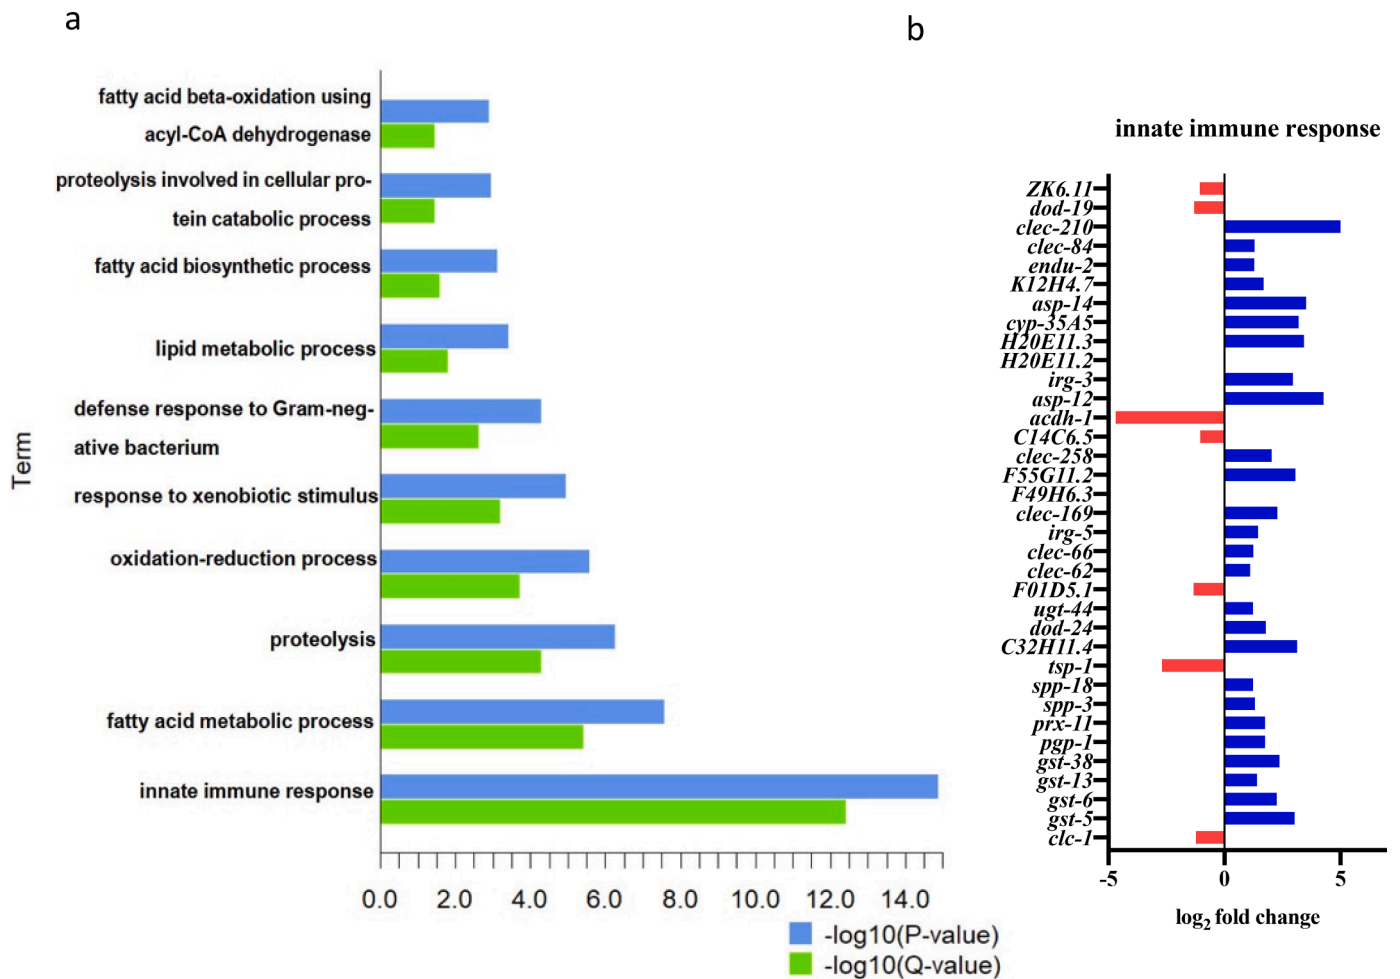 a
fatty acid beta-oxidation using
acyl-CoA dehydrogenase
proteolysis involved in cellular pro-
tein catabolic process
fatty acid biosynthetic process
lipid metabolic process
defense response to Gram-neg-
ative bacterium
response to xenobiotic stimulus
oxidation-reduction process
proteolysis
fatty acid metabolic process
innate immune response
Term
0.0 2.0 4.0 6.0 8.0 10.0 12.0 14.0
-log10(P-value)
-log10(Q-value)
b
innate immune response
ZK6.11
dod-19
clec-210
clec-84
endu-2
K12H4.7
asp-14
cyp-35A5
H20E11.3
H20E11.2
irg-3
asp-12
acdh-1
C14C6.5
clec-258
F55G11.2
F49H6.3
clec-169
irg-5
clec-66
clec-62
F01D5.1
ugt-44
dod-24
C32H11.4
tsp-1
spp-18
spp-3
prx-11
pgp-1
gst-38
gst-13
gst-6
gst-5
clc-1
-5 0 5
log₂ fold change